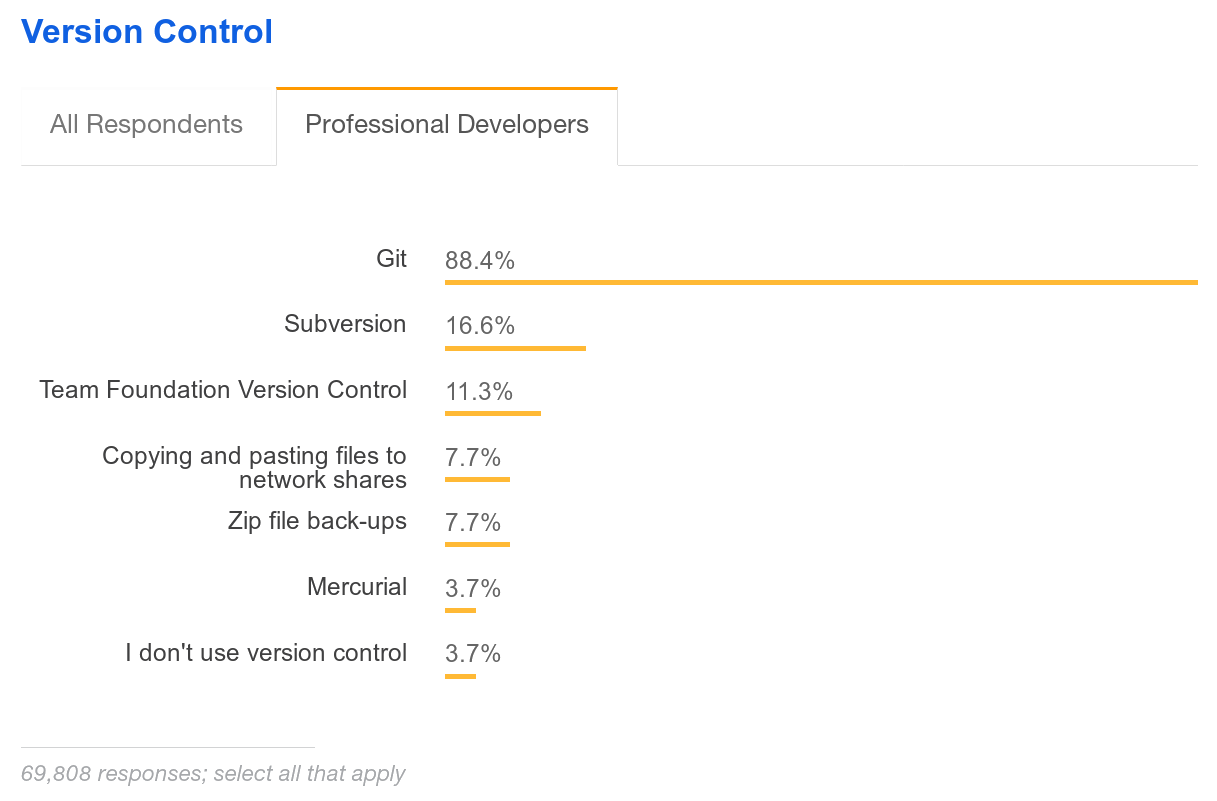 Version Control
All Respondents
Professional Developers
Git
88.4%
Subversion
16.6%
Team Foundation Version Control
11.3%
Copying and pasting files to
network shares
7.7%
Zip file back-ups
7.7%
Mercurial
3.7%
I don't use version control
3.7%
69,808 responses; select all that apply